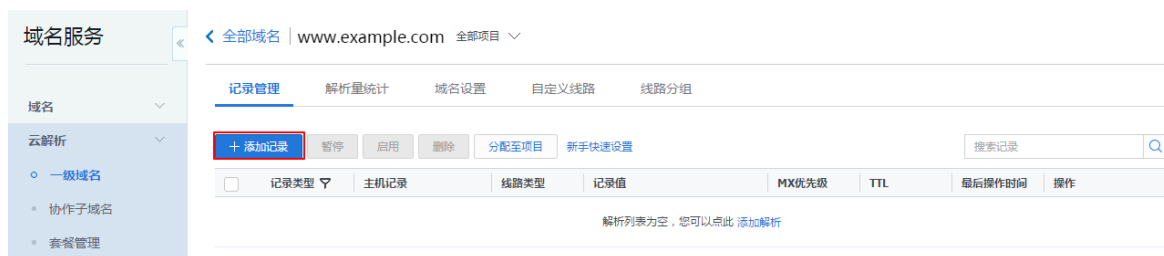 域名服务
全部域名 www.example.com 全部项目
记录管理 解析量统计 域名设置 自定义线路 线路分组
域名
云解析
+ 添加记录 暂停 启用 删除 分配至项目 新手快速设置 搜索记录
一级域名
记录类型 主机记录 线路类型 记录值 MX优先级 TTL 最后操作时间 操作
协作子域名
解析列表为空，您可以点此 添加解析
套餐管理